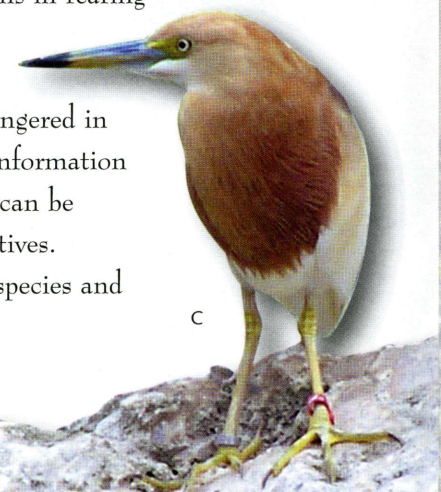 ngered in
nformation
can be
tives.
species and
C